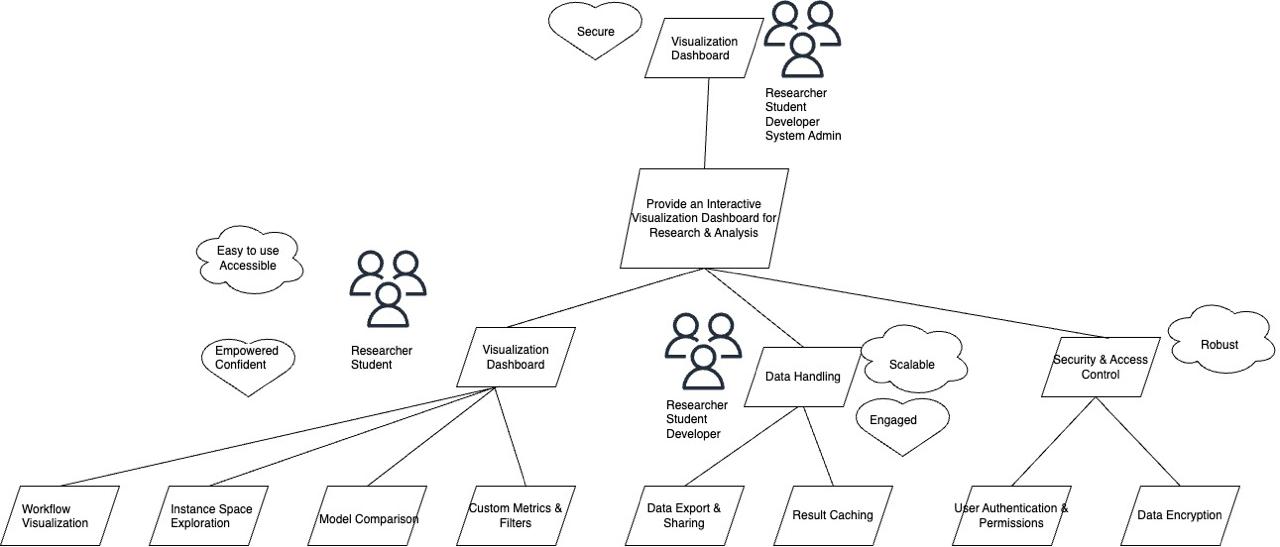 Secure
Visualization
Dashboard
Researcher
Student
Developer
System Admin
Provide an Interactive
Visualization Dashboard for
Research & Analysis
Easy to use
Accessible
Empowered
Confident
Researcher
Student
Visualization
Dashboard
Researcher
Student
Developer
Data Handling
Scalable
Engaged
Security & Access
Control
Robust
Workflow
Visualization
Instance Space
Exploration
Model Comparison
Custom Metrics &
Filters
Data Export &
Sharing
Result Caching
User Authentication &
Permissions
Data Encryption